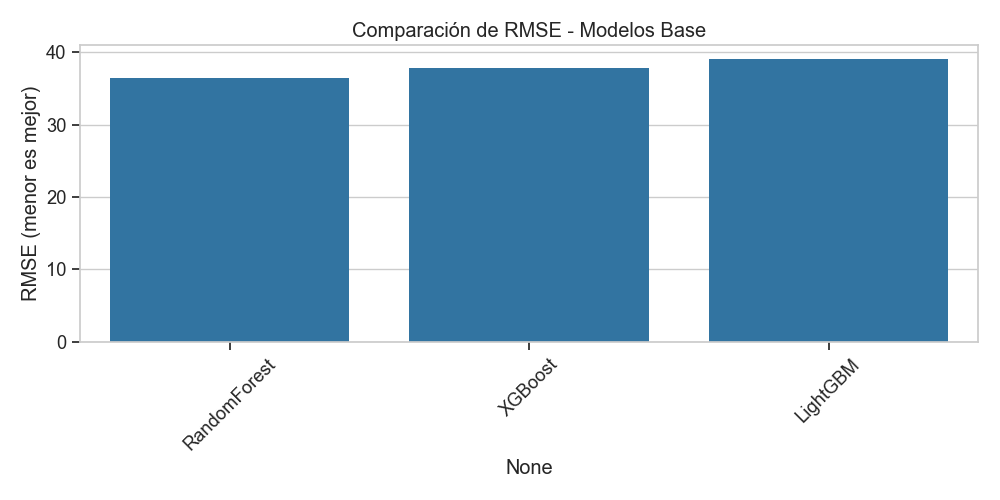 Comparación de RMSE - Modelos Base
RMSE (menor es mejor)
40
30
20
10
0
RandomForest
XGBoost
LightGBM
None